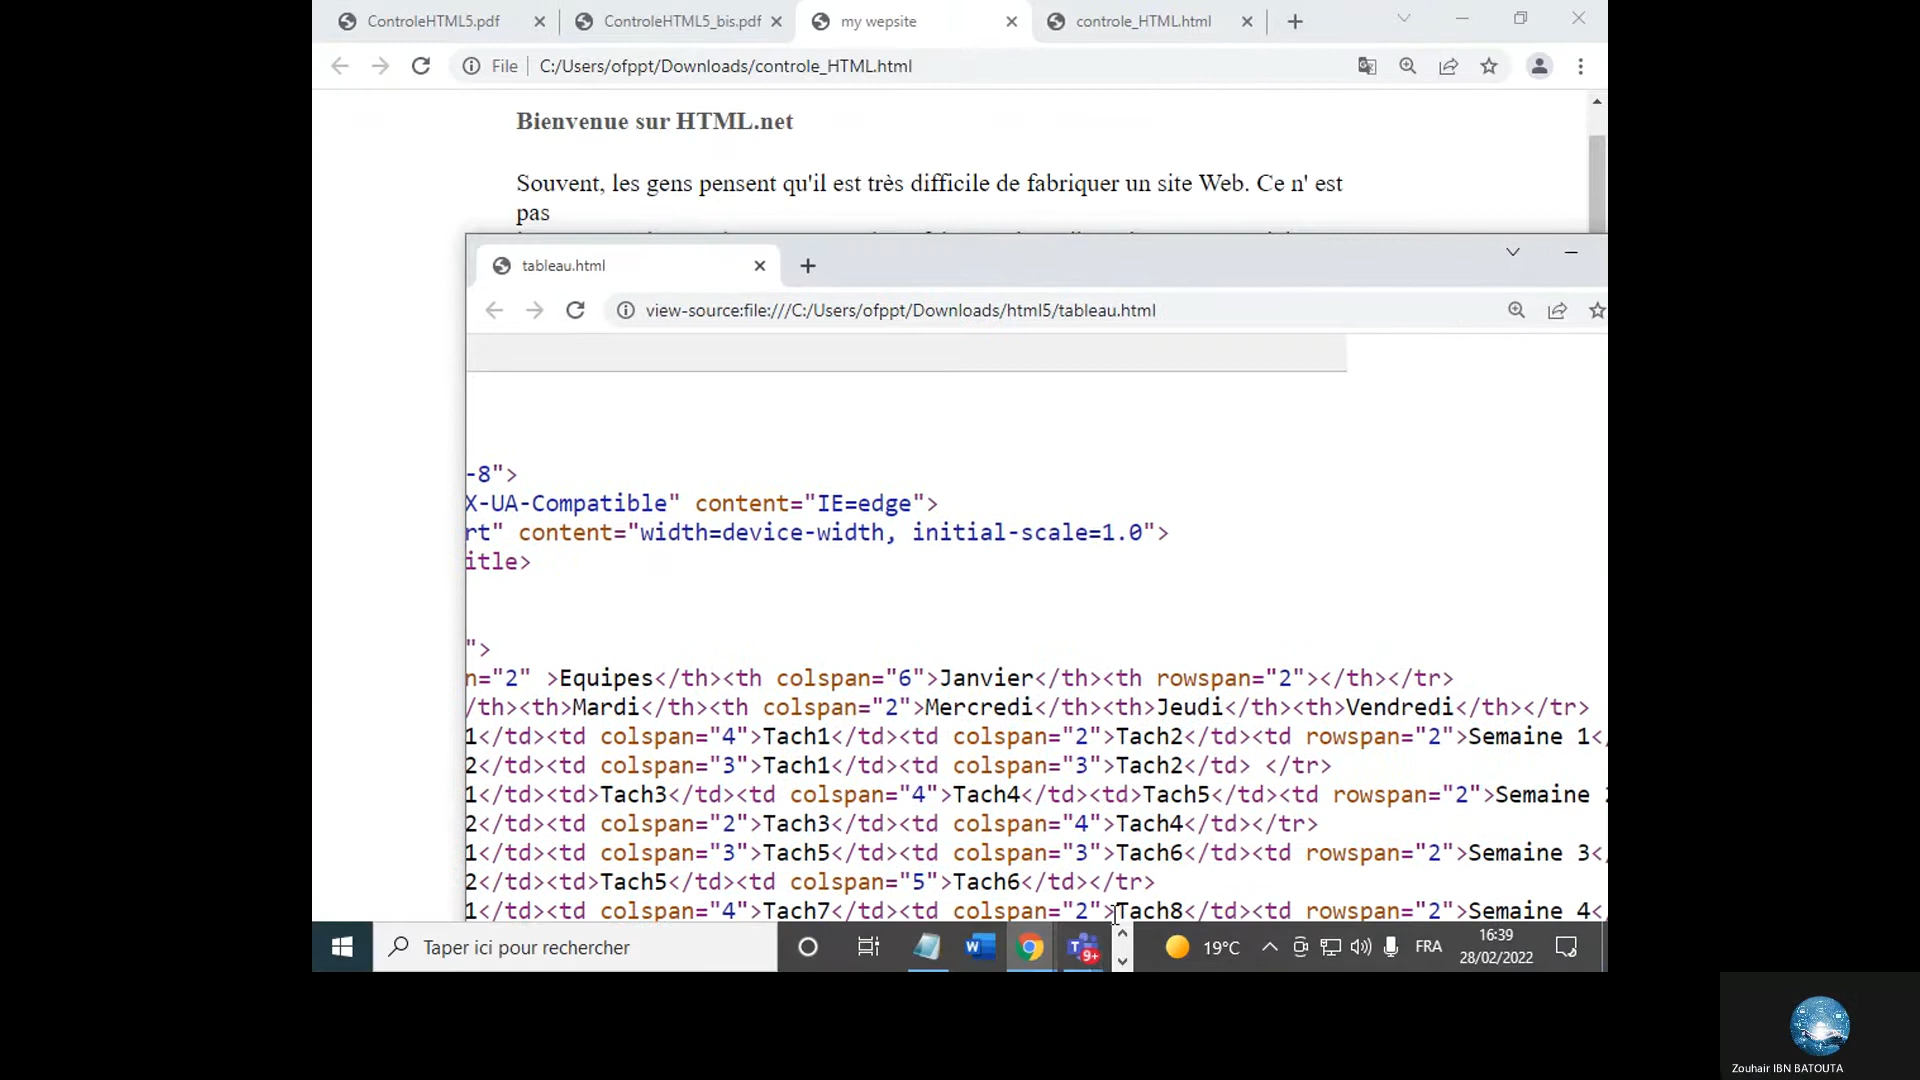 ControleHTML5.pdf
ControleHTML5_bis.pdf
my wepsite
controle_HTML.html
File
C:/Users/ofppt/Downloads/controle_HTML.html
Bienvenue sur HTML.net
Souvent, les gens pensent qu'il est très difficile de fabriquer un site Web. Ce n' est
pas
tableau.html
view-source:file:///C:/Users/ofppt/Downloads/html5/tableau.html
-8">
X-UA-Compatible" content="IE=edge">
rt" content="width=device-width, initial-scale=1.0">
itle>
">
n="2" >Equipes</th><th colspan="6">Janvier</th><th rowspan="2"></th></tr>
/th><th>Mardi</th><th colspan="2">Mercredi</th><th>Jeudi</th><th>Vendredi</th></tr>
1</td><td colspan="4">Tach1</td><td colspan="2">Tach2</td><td rowspan="2">Semaine 1</
2</td><td colspan="3">Tach1</td><td colspan="3">Tach2</td> </tr>
1</td><td>Tach3</td><td colspan="4">Tach4</td><td>Tach5</td><td rowspan="2">Semaine 2
2</td><td colspan="2">Tach3</td><td colspan="4">Tach4</td></tr>
1</td><td colspan="3">Tach5</td><td colspan="3">Tach6</td><td rowspan="2">Semaine 3</
2</td><td>Tach5</td><td colspan="5">Tach6</td></tr>
1</td><td colspan="4">Tach7</td><td colspan="2">Tach8</td><td rowspan="2">Semaine 4</
Taper ici pour rechercher
9+
19°C
FRA
16:39
28/02/2022
Zouhair IBN BATOUTA